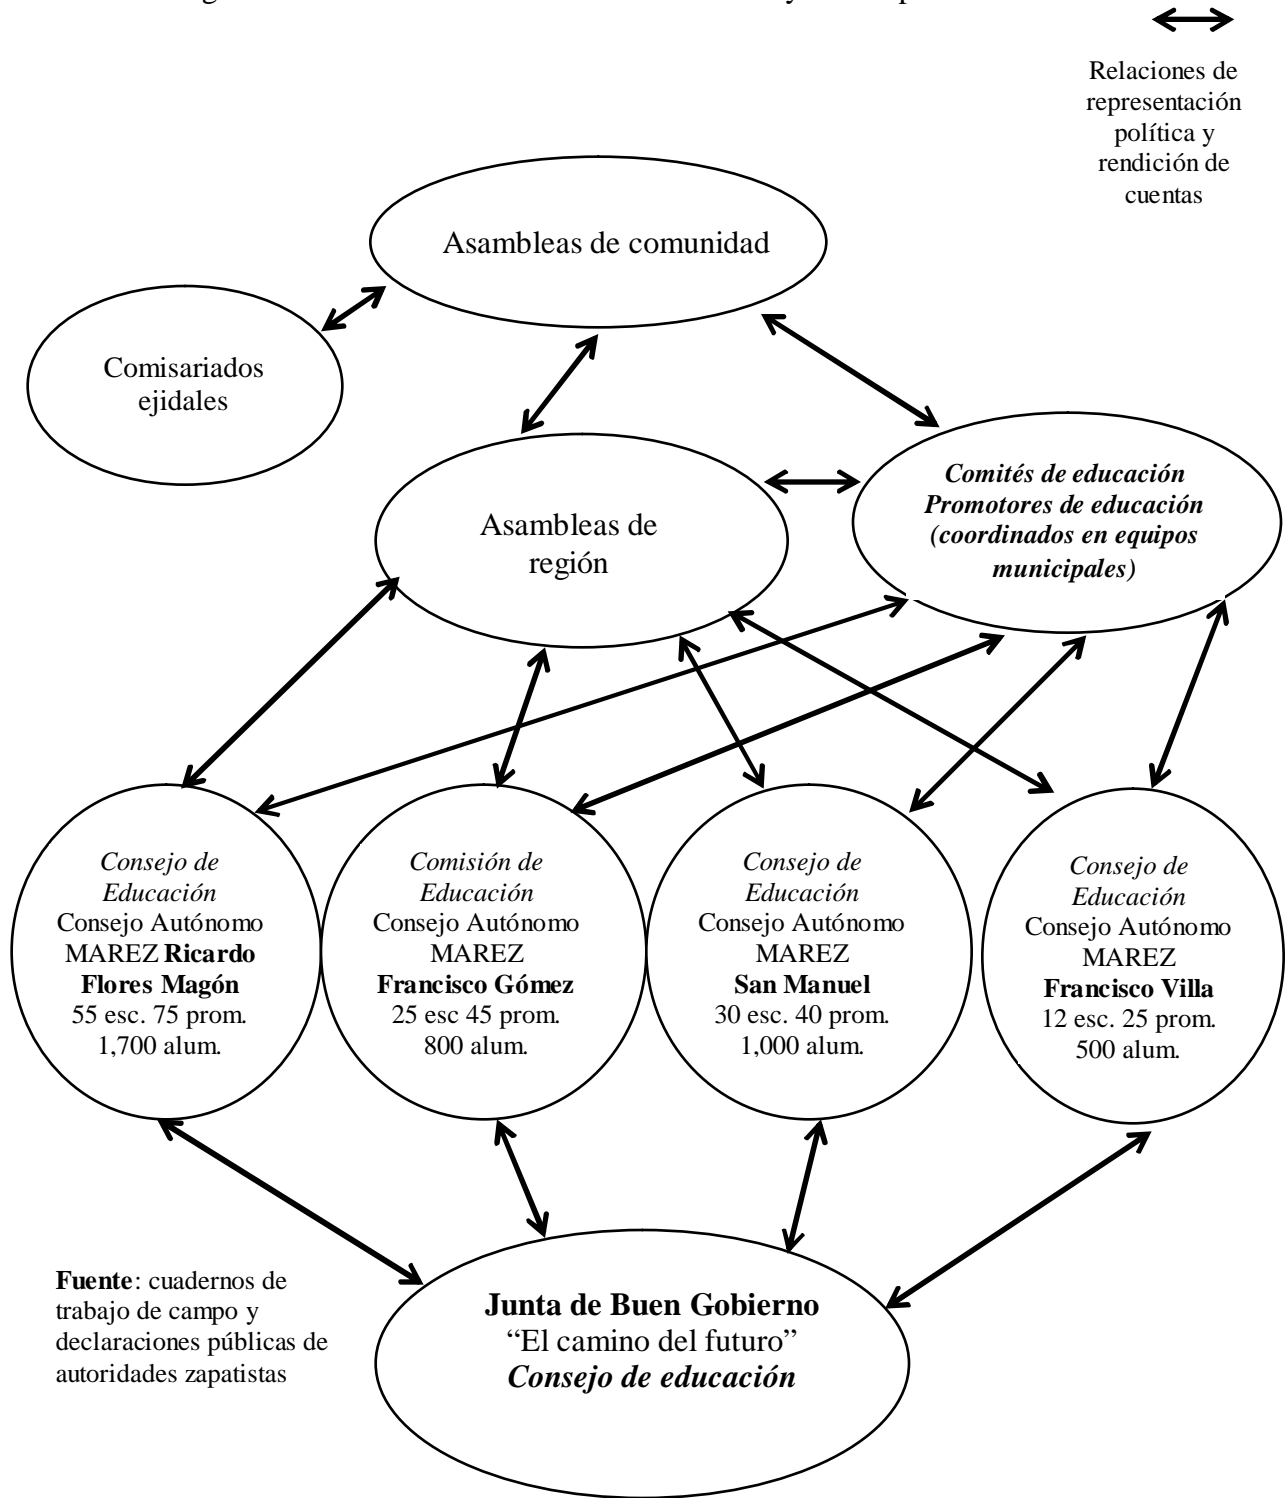 Relaciones de
representación
política y
rendición de
cuentas
Asambleas de comunidad
Comisariados
ejidales
Asambleas de
región
Comités de educación
Promotores de educación
(coordinados en equipos
municipales)
Consejo de
Educación
Consejo Autónomo
MAREZ Ricardo
Flores Magón
55 esc. 75 prom.
1,700 alum.
Comisión de
Educación
Consejo Autónomo
MAREZ
Francisco Gómez
25 esc 45 prom.
800 alum.
Consejo de
Educación
Consejo Autónomo
MAREZ
San Manuel
30 esc. 40 prom.
1,000 alum.
Consejo de
Educación
Consejo Autónomo
MAREZ
Francisco Villa
12 esc. 25 prom.
500 alum.
Fuente: cuadernos de
trabajo de campo y
declaraciones públicas de
autoridades zapatistas
Junta de Buen Gobierno
“El camino del futuro”
Consejo de educación